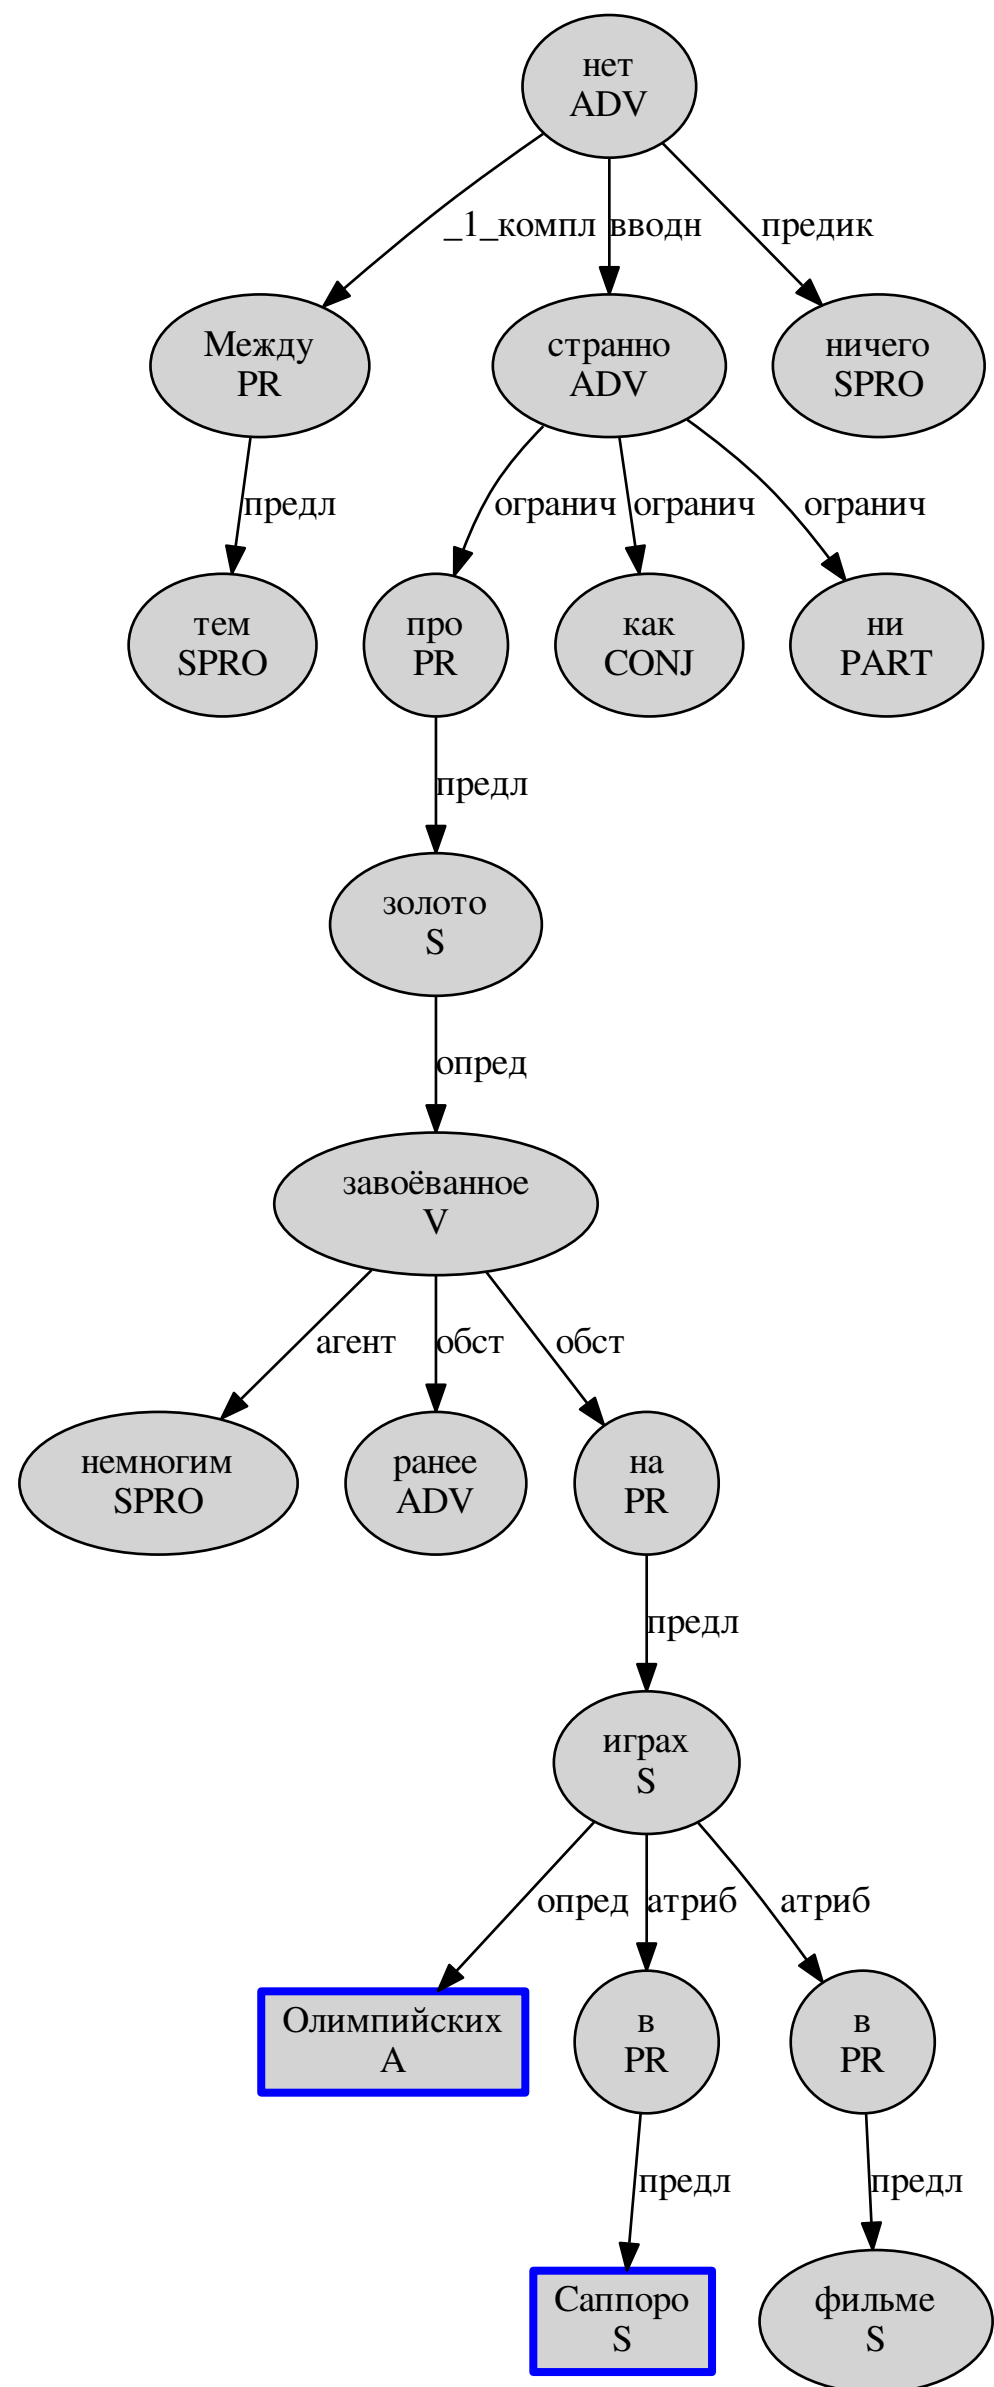 нет
ADV
_1_компл
вводн
предик
Между
PR
странно
ADV
ничего
SPRO
предл
огранич
огранич
огранич
тем
SPRO
про
PR
как
CONJ
ни
PART
предл
золото
S
опред
завоёванное
V
агент
обст
обст
немногим
SPRO
ранее
ADV
на
PR
предл
играх
S
опред
атриб
атриб
Олимпийских
A
в
PR
в
PR
предл
предл
Саппоро
S
фильме
S